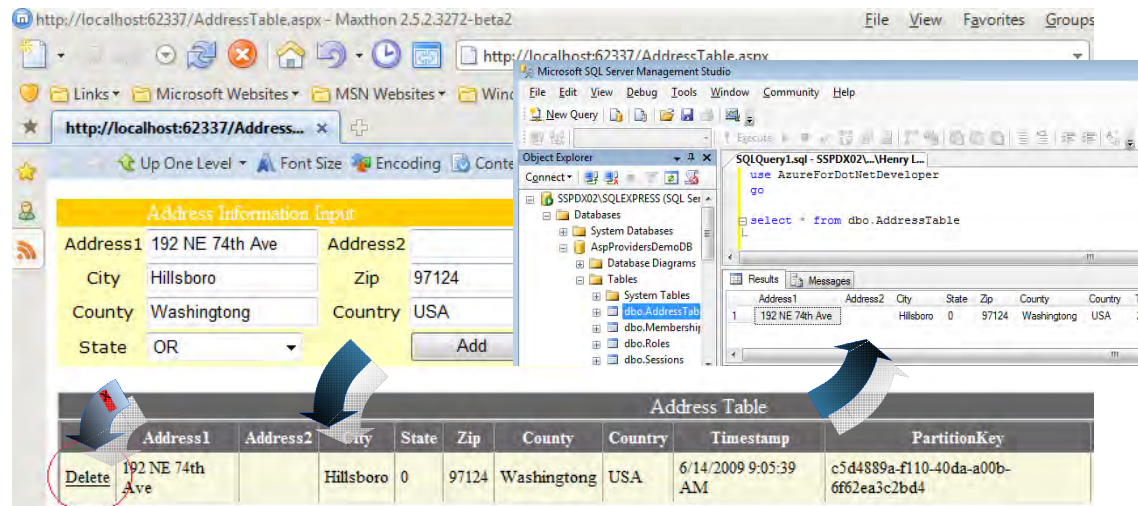 http://localhost:62337/AddressTable.aspx - Maxthon 2.5.2.3272-beta2
File View Favorites Groups
http://localhost:62337/AddressTable.aspx
Links Microsoft Websites MSN Websites
http://localhost:62337/Address...
Up One Level Font Size Encoding
Address Information Input
Address1 192 NE 74th Ave Address2
City Hillsboro Zip 97124
County Washingtong Country USA
State OR Add
Microsoft SQL Server Management Studio
File Edit View Debug Tools Window Community Help
New Query
Execute
Object Explorer
Connect
SSPDX02\SQLEXPRESS (SQL Ser
Databases
System Databases
AspProvidersDemoDB
Database Diagrams
Tables
System Tables
dbo.AddressTab
dbo.Membership
dbo.Roles
dbo.Sessions
SQLQuery1.sql - SSPDX02\...\Henry L...
use AzureForDotNetDeveloper
go
select * from dbo.AddressTable
Results Messages
Address1 Address2 City State Zip County Country
1 192 NE 74th Ave Hillsboro 0 97124 Washingtong USA
Address Table
Address1 Address2 City State Zip County Country Timestamp PartitionKey
Delete 192 NE 74th Ave Hillsboro 0 97124 Washingtong USA 6/14/2009 9:05:39 AM c5d4889a-f110-40da-a00b-6f62ea3c2bd4